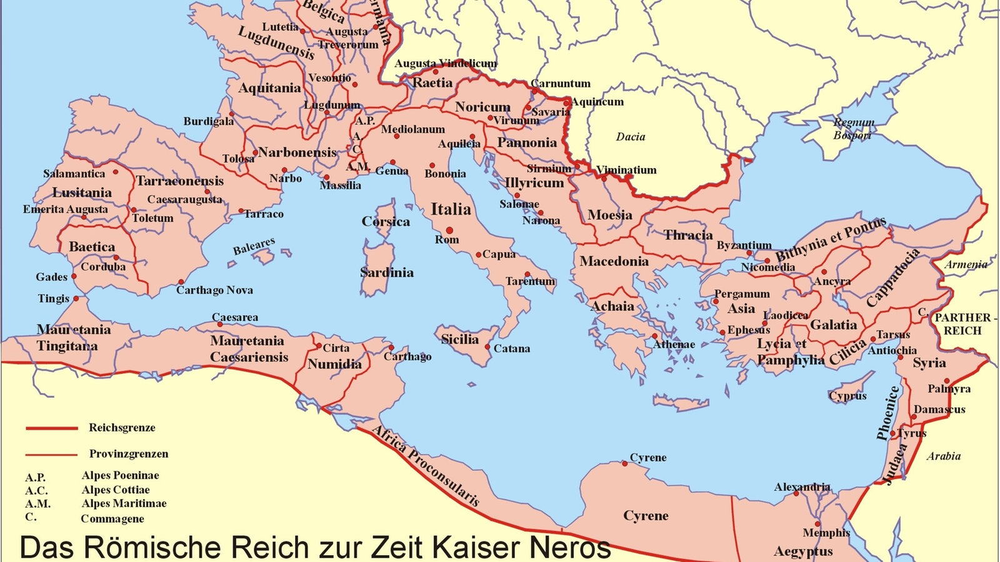 Belgica
Germania
Lutetia
Augusta
Treverorum
Lugdunensis
Augusta Vindelicum
Raetia
Vesontio
Aquitania
Carnuntum
Aquincum
Lugdunum
Noricum
Savaria
Virunum
Burdigala
A.P.
Mediolanum
Regnum
Bospori
Dacia
A.
C.
Aquileia
Pannonia
Tolosa
Narbonensis
A.M.
Genua
Bononia
Sirmium
Viminatium
Salamantica
Tarraconensis
Narbo
Massilia
Illyricum
Lusitania
Caesaraugusta
Salonae
Emerita Augusta
Toletum
Tarraco
Corsica
Italia
Narona
Moesia
Rom
Thracia
Bithynia et Pontus
Baetica
Baleares
Byzantium
Corduba
Capua
Macedonia
Nicomedia
Armenia
Gades
Sardinia
Tarentum
Ancyra
Cappadocia
Tingis
Carthago Nova
Pergamum
Achaia
Asia
Laodicea
C.
PARTHER -
REICH
Caesarea
Mauretania
Tingitana
Mauretania
Caesariensis
Sicilia
Catana
Athenae
Ephesus
Galatia
Tarsus
Cirta
Numidia
Carthago
Lycia et
Pamphylia
Cilicia
Antiochia
Syria
Palmyra
Cyprus
Phoenice
Damascus
Tyrus
Judaea
Arabia
Africa Proconsularis
Cyrene
Alexandria
Cyrene
Memphis
Aegyptus
Reichsgrenze
Provinzgrenzen
A.P. Alpes Poeninae
A.C. Alpes Cottiae
A.M. Alpes Maritimae
C. Commagene
Das Römische Reich zur Zeit Kaiser Neros